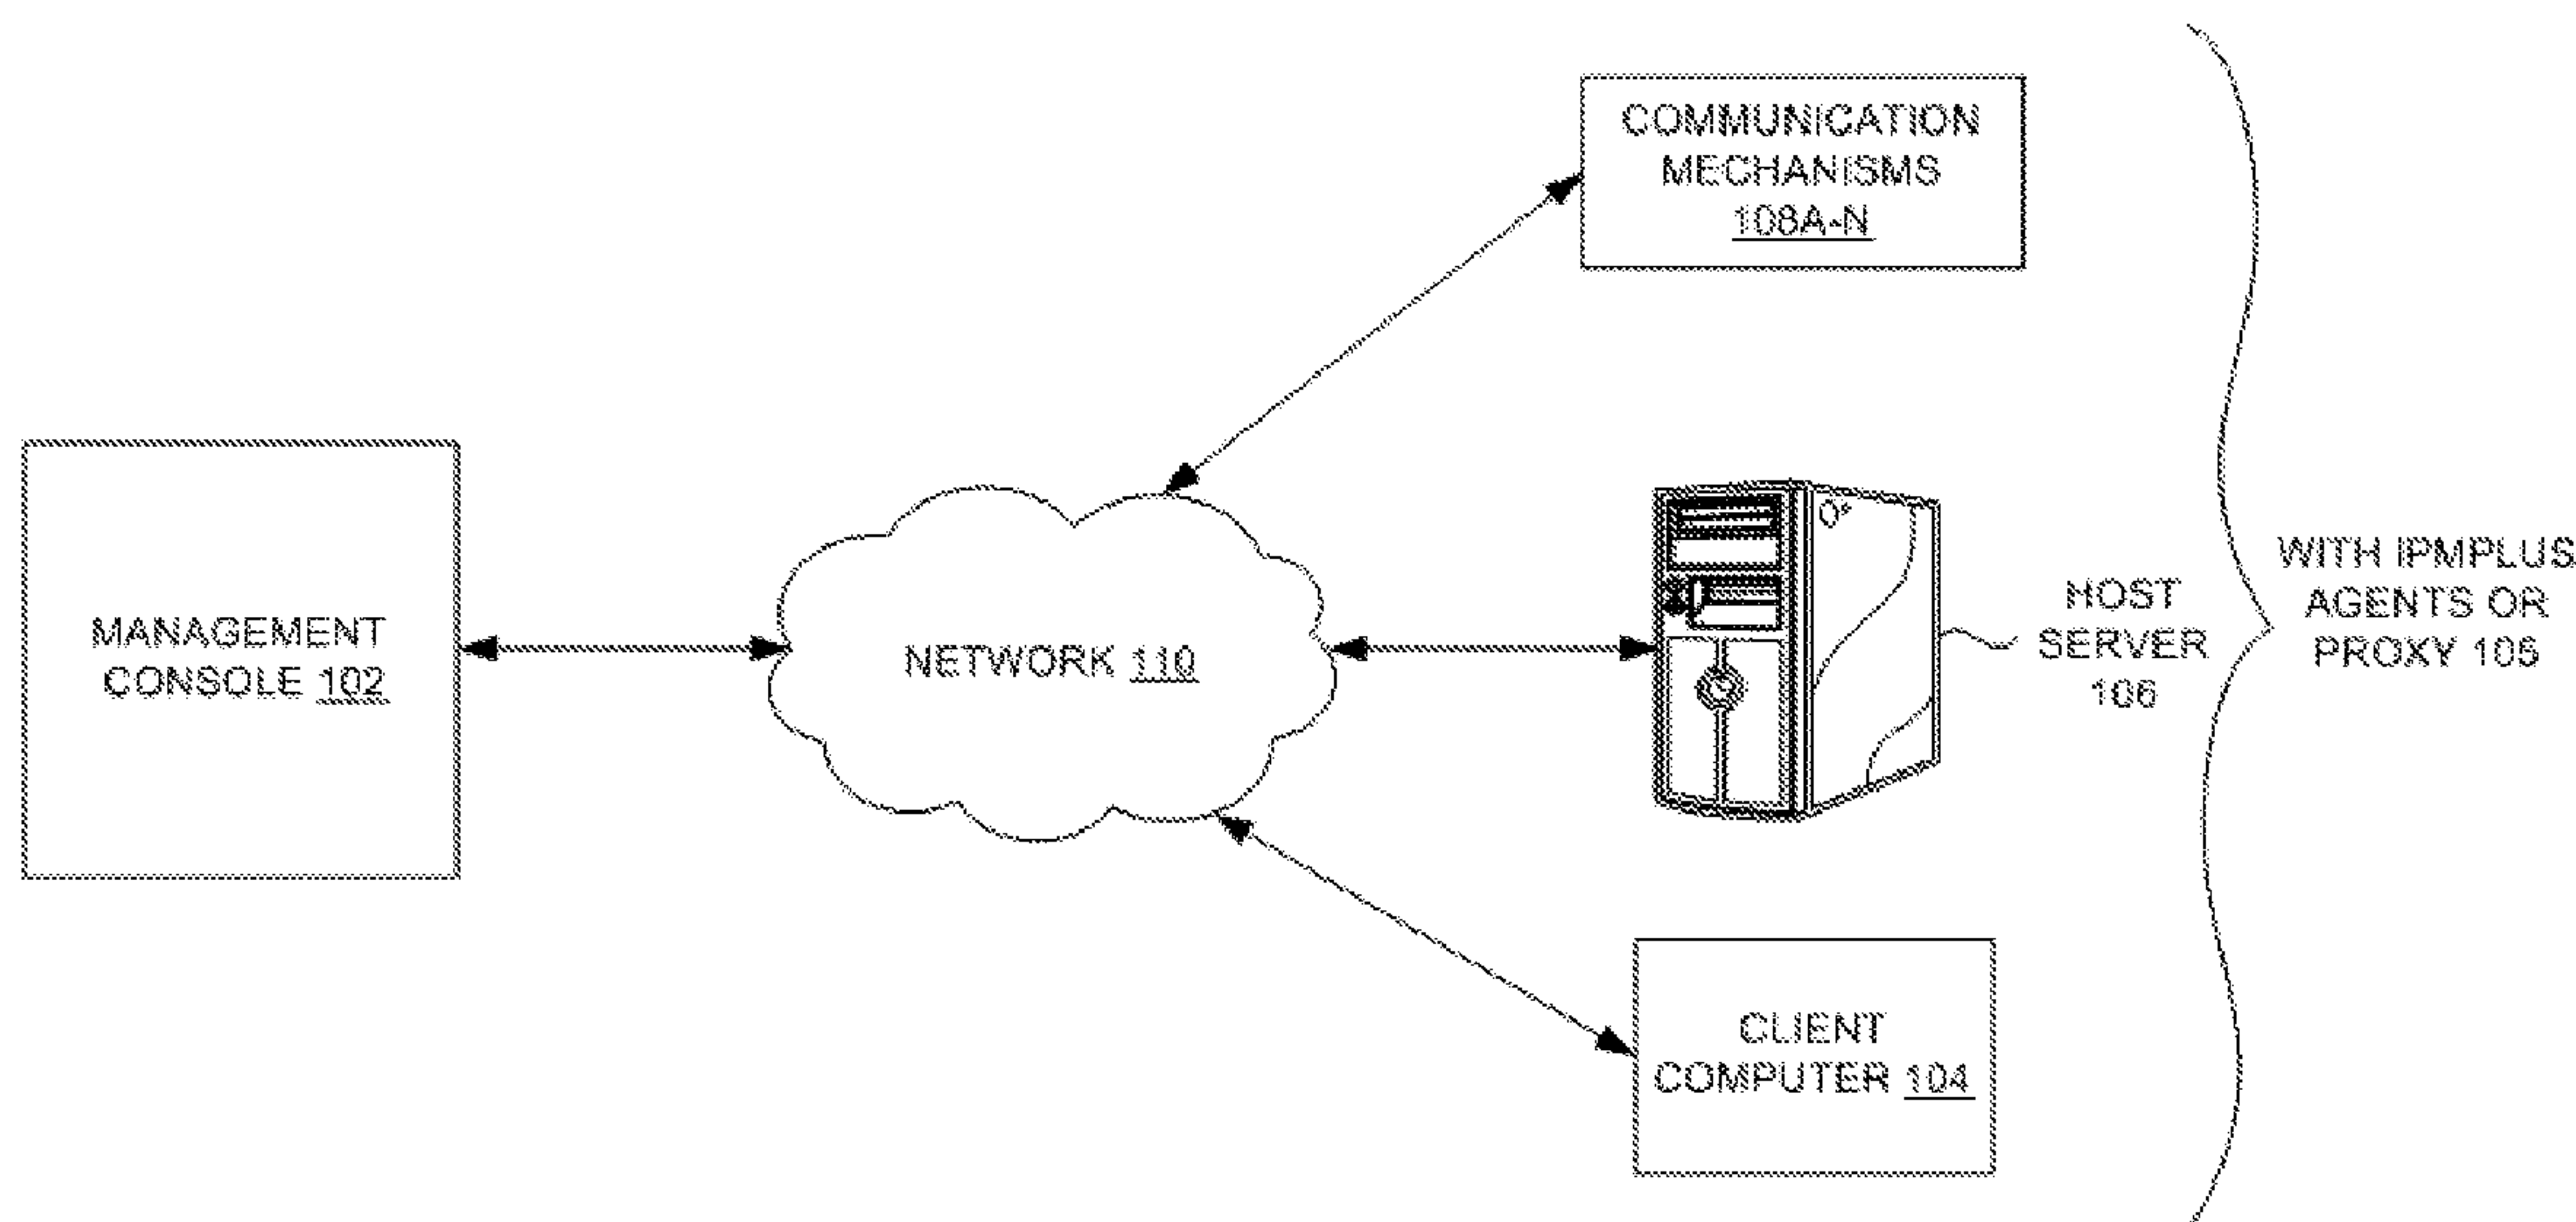 COMMUNICATION
MECHANISMS
108A-N
MANAGEMENT
CONSOLE 102
NETWORK 110
HOST
SERVER
106
WITH IPMPLUS
AGENTS OR
PROXY 105
CLIENT
COMPUTER 104